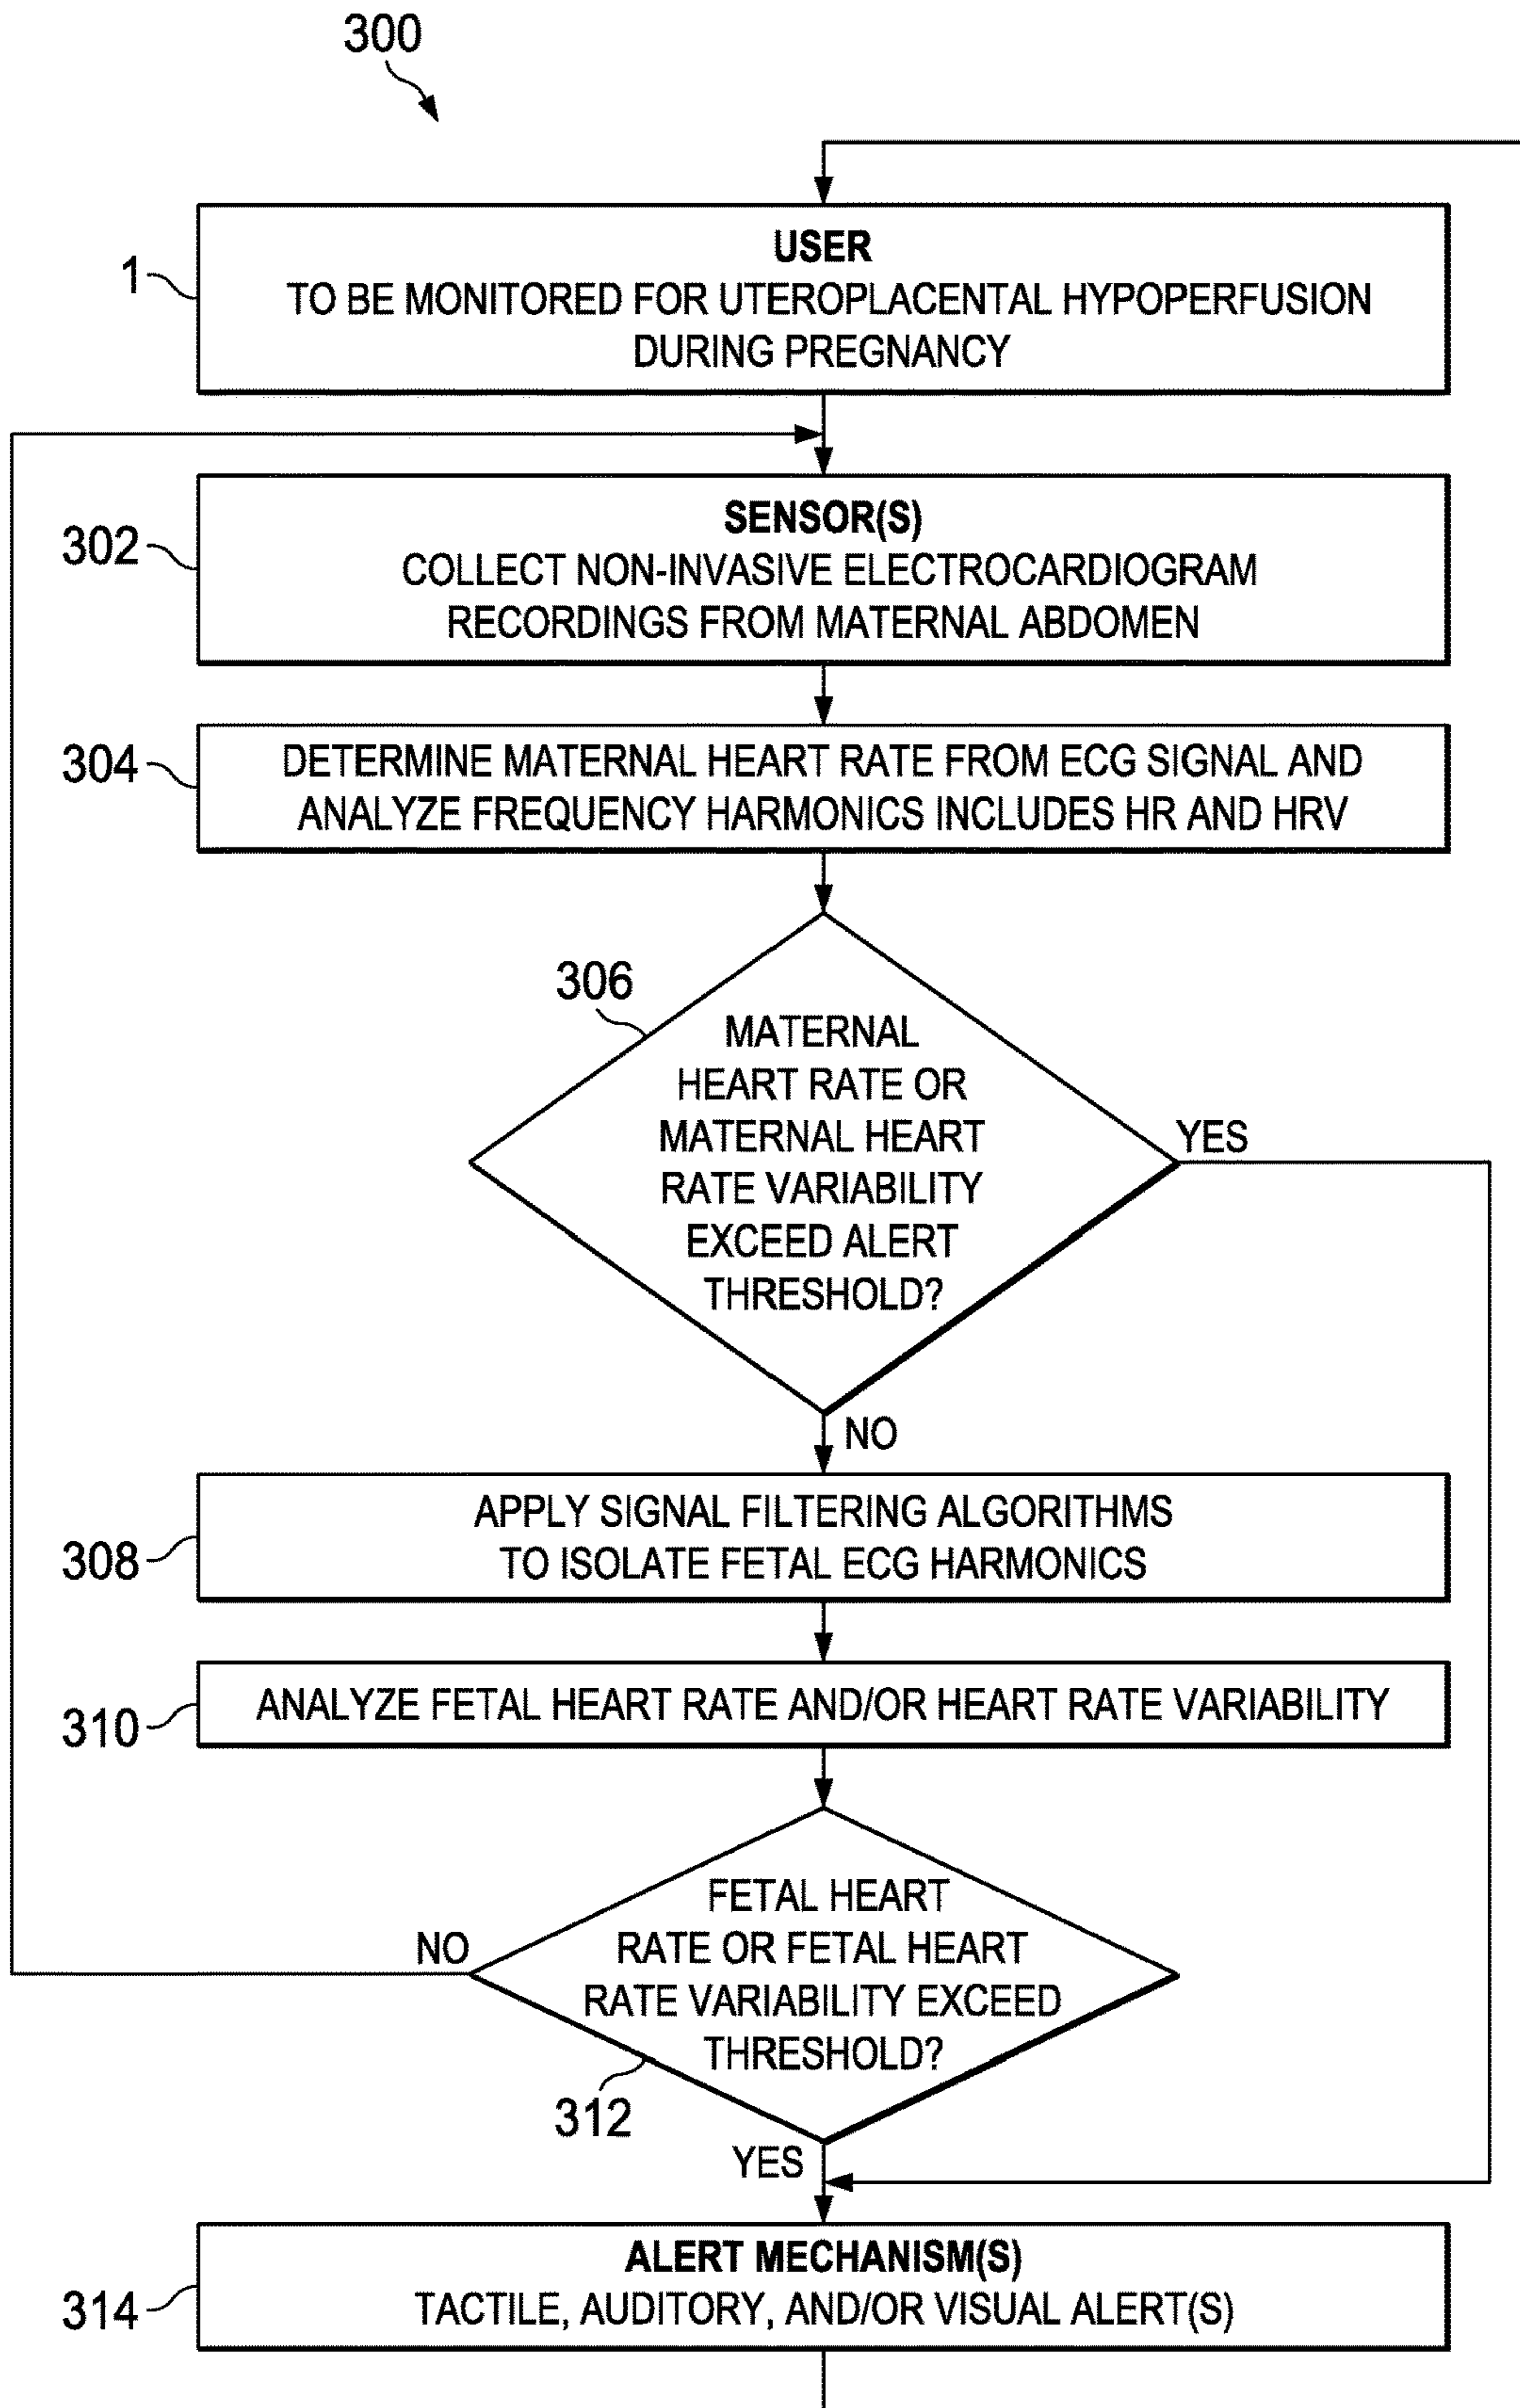 300
1
USER
TO BE MONITORED FOR UTEROPLACENTAL HYPOPERFUSION
DURING PREGNANCY
302
SENSOR(S)
COLLECT NON-INVASIVE ELECTROCARDIOGRAM
RECORDINGS FROM MATERNAL ABDOMEN
304
DETERMINE MATERNAL HEART RATE FROM ECG SIGNAL AND
ANALYZE FREQUENCY HARMONICS INCLUDES HR AND HRV
306
MATERNAL
HEART RATE OR
MATERNAL HEART
RATE VARIABILITY
EXCEED ALERT
THRESHOLD?
YES
NO
308
APPLY SIGNAL FILTERING ALGORITHMS
TO ISOLATE FETAL ECG HARMONICS
310
ANALYZE FETAL HEART RATE AND/OR HEART RATE VARIABILITY
FETAL HEART
RATE OR FETAL HEART
RATE VARIABILITY EXCEED
THRESHOLD?
NO
312
YES
314
ALERT MECHANISM(S)
TACTILE, AUDITORY, AND/OR VISUAL ALERT(S)